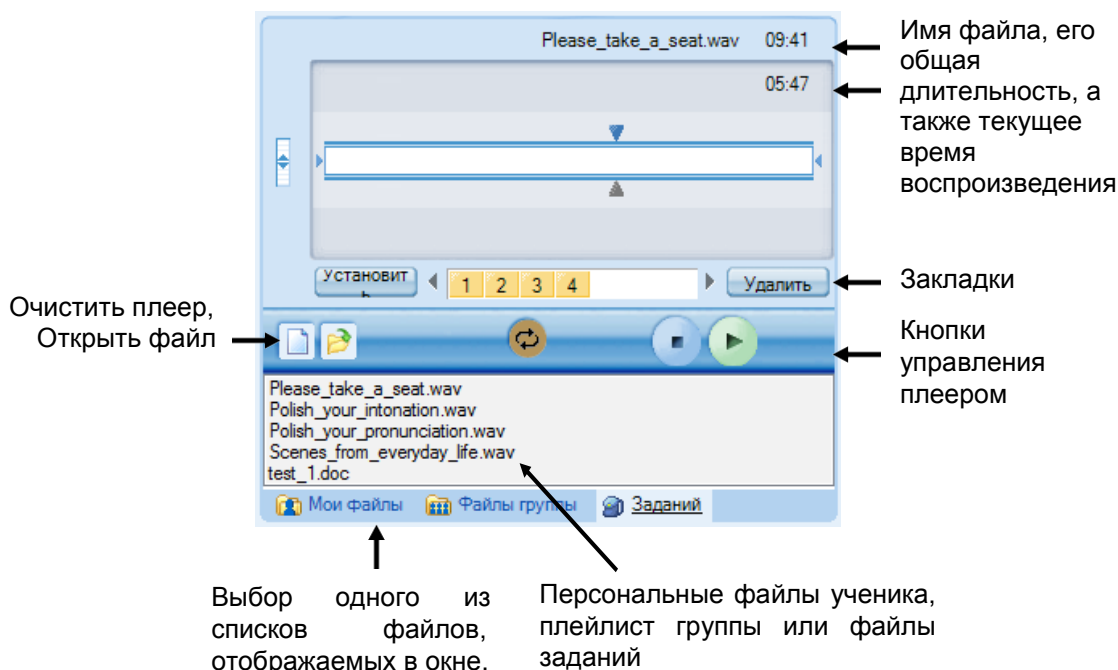 Please_take_a_seat.wav 09:41
05:47
Имя файла, его
общая
длительность, а
также текущее
время
воспроизведения
Установит
ь
1 2 3 4
Удалить
Закладки
Очистить плеер,
Открыть файл
Кнопки
управления
плеером
Please_take_a_seat.wav
Polish_your_intonation.wav
Polish_your_pronunciation.wav
Scenes_from_everyday_life.wav
test_1.doc
Мои файлы Файлы группы Заданий
Выбор одного из
списков файлов,
отображаемых в окне.
Персональные файлы ученика,
плейлист группы или файлы
заданий